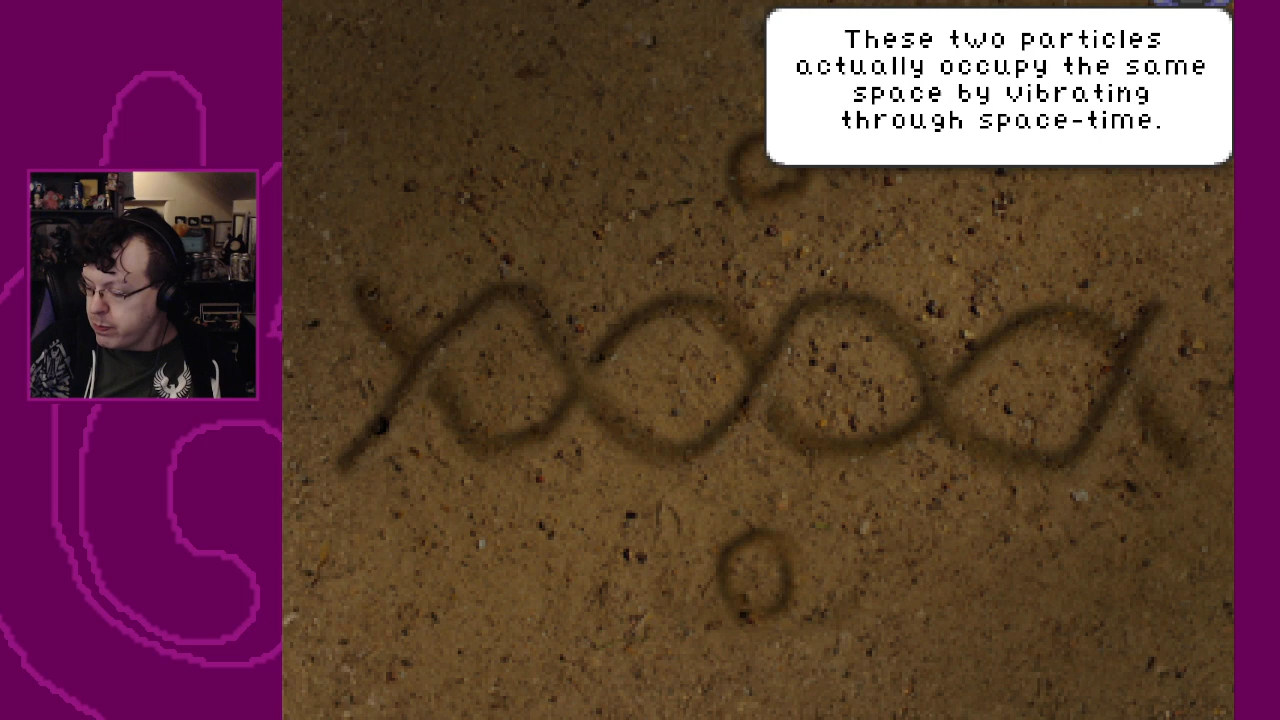 These two particles
actually occupy the same
space by vibrating
through space-time.